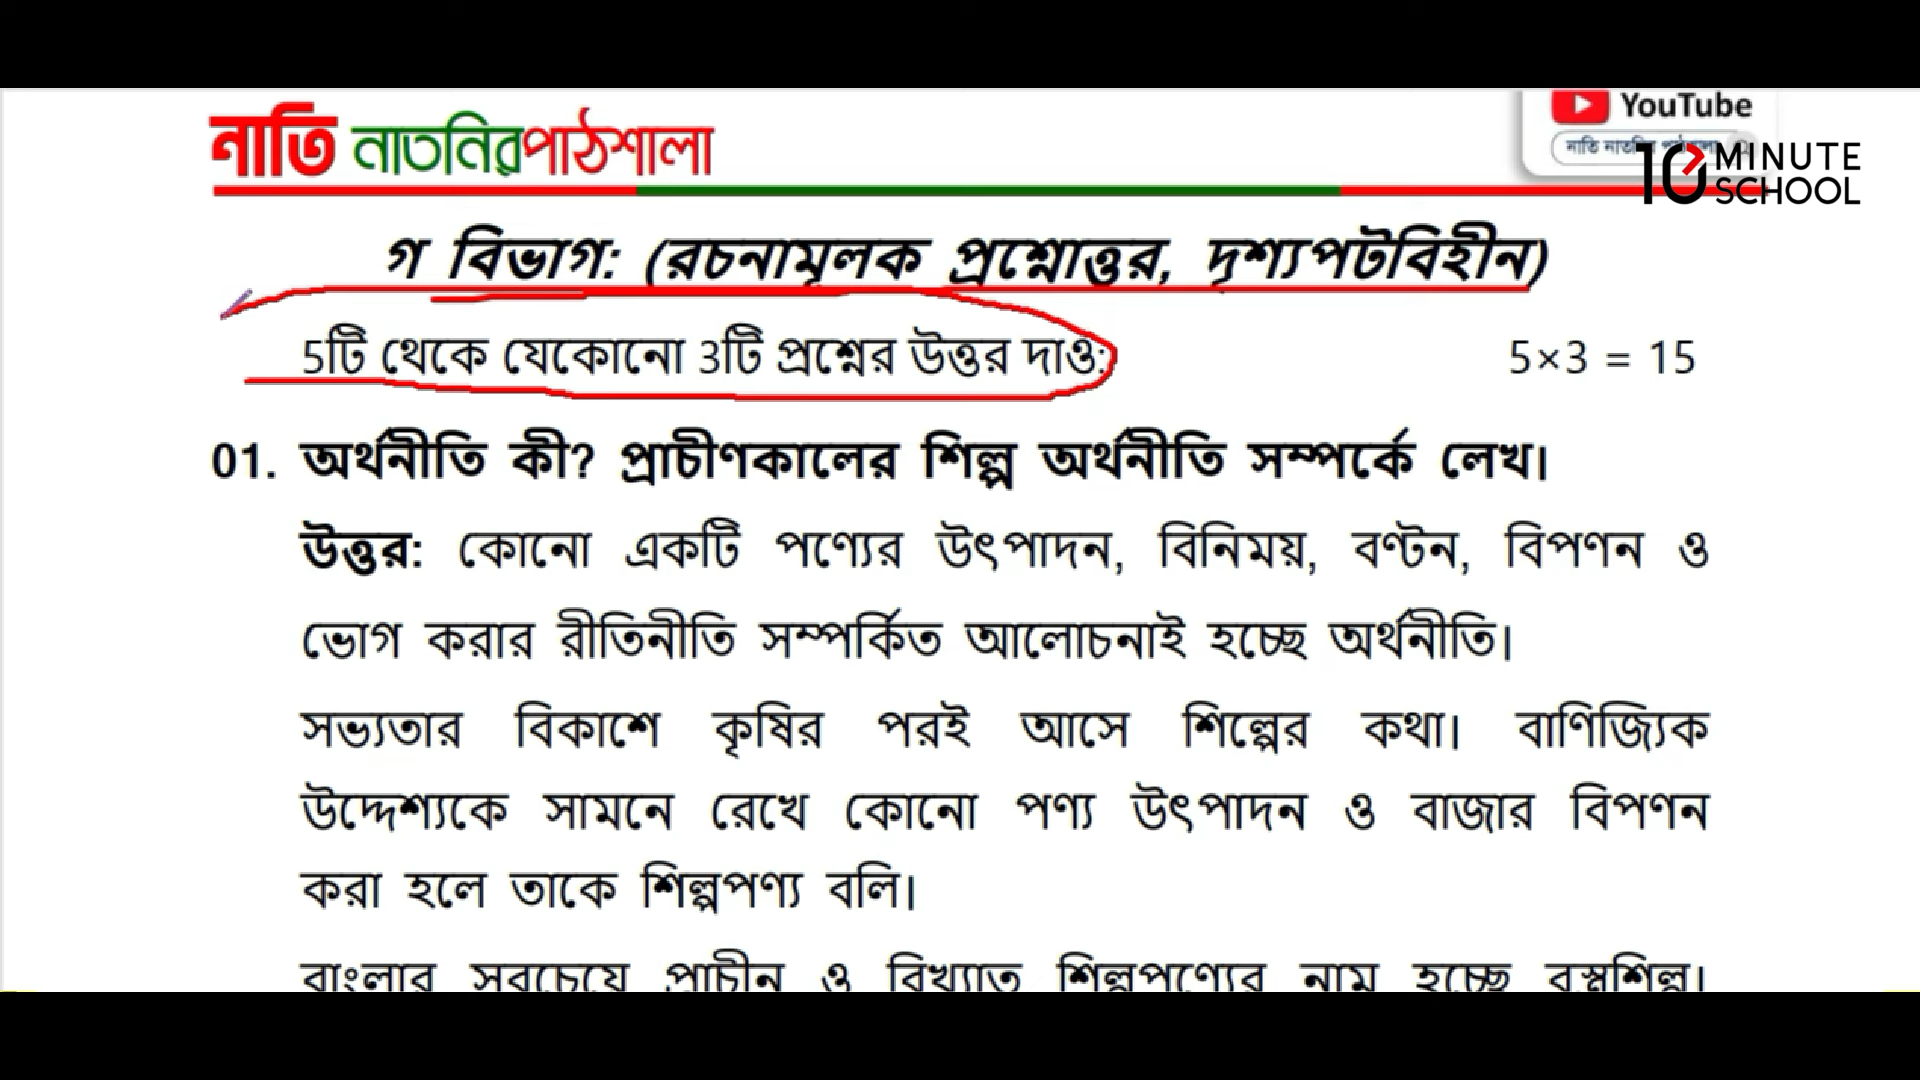 নাতি নাতনির পাঠশালা
YouTube
নাতি নাতনির
10 MINUTE SCHOOL
গ বিভাগ: (রচনামূলক প্রশ্নোত্তর, দৃশ্যপটবিহীন)
5টি থেকে যেকোনো 3টি প্রশ্নের উত্তর দাও: 5×3 = 15
01. অর্থনীতি কী? প্রাচীণকালের শিল্প অর্থনীতি সম্পর্কে লেখ।
উত্তর: কোনো একটি পণ্যের উৎপাদন, বিনিময়, বণ্টন, বিপণন ও
ভোগ করার রীতিনীতি সম্পর্কিত আলোচনাই হচ্ছে অর্থনীতি।
সভ্যতার বিকাশে কৃষির পরই আসে শিল্পের কথা। বাণিজ্যিক
উদ্দেশ্যকে সামনে রেখে কোনো পণ্য উৎপাদন ও বাজার বিপণন
করা হলে তাকে শিল্পপণ্য বলি।
বাংলার সবচেয়ে প্রাচীন ও বিখ্যাত শিল্পপণ্যের নাম হচ্ছে বস্ত্রশিল্প।